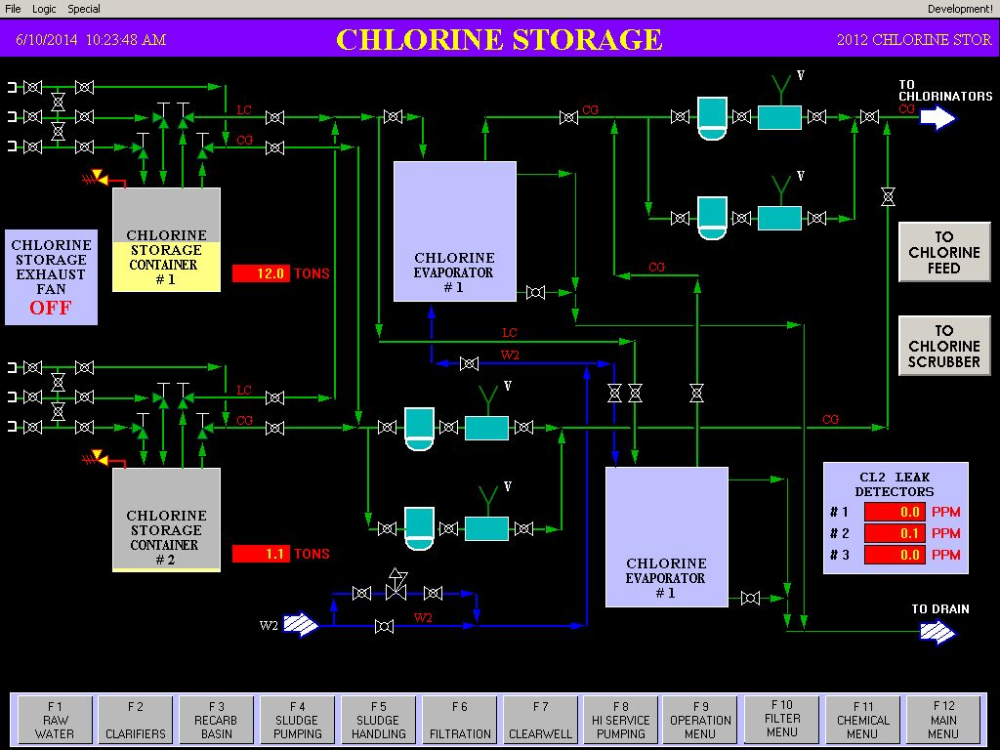 File Logic Special Development!
6/10/2014 10:23:48 AM
CHLORINE STORAGE
2012 CHLORINE STOR
V
TO
CHLORINATORS
CG
LC
CG
CG
V
CHLORINE
STORAGE
CONTAINER
# 1
12.0 TONS
CHLORINE
STORAGE
EXHAUST
FAN
OFF
CHLORINE
EVAPORATOR
# 1
CG
TO
CHLORINE
FEED
TO
CHLORINE
SCRUBBER
LC
W2
LC
CG
V
CG
V
CHLORINE
STORAGE
CONTAINER
# 2
1.1 TONS
CHLORINE
EVAPORATOR
# 1
CL2 LEAK
DETECTORS
# 1 0.0 PPM
# 2 0.1 PPM
# 3 0.0 PPM
W2
W2
TO DRAIN
F 1
RAW
WATER
F 2
CLARIFIERS
F 3
RECARB
BASIN
F 4
SLUDGE
PUMPING
F 5
SLUDGE
HANDLING
F 6
FILTRATION
F 7
CLEARWELL
F 8
HI SERVICE
PUMPING
F 9
OPERATION
MENU
F 10
FILTER
MENU
F 11
CHEMICAL
MENU
F 12
MAIN
MENU